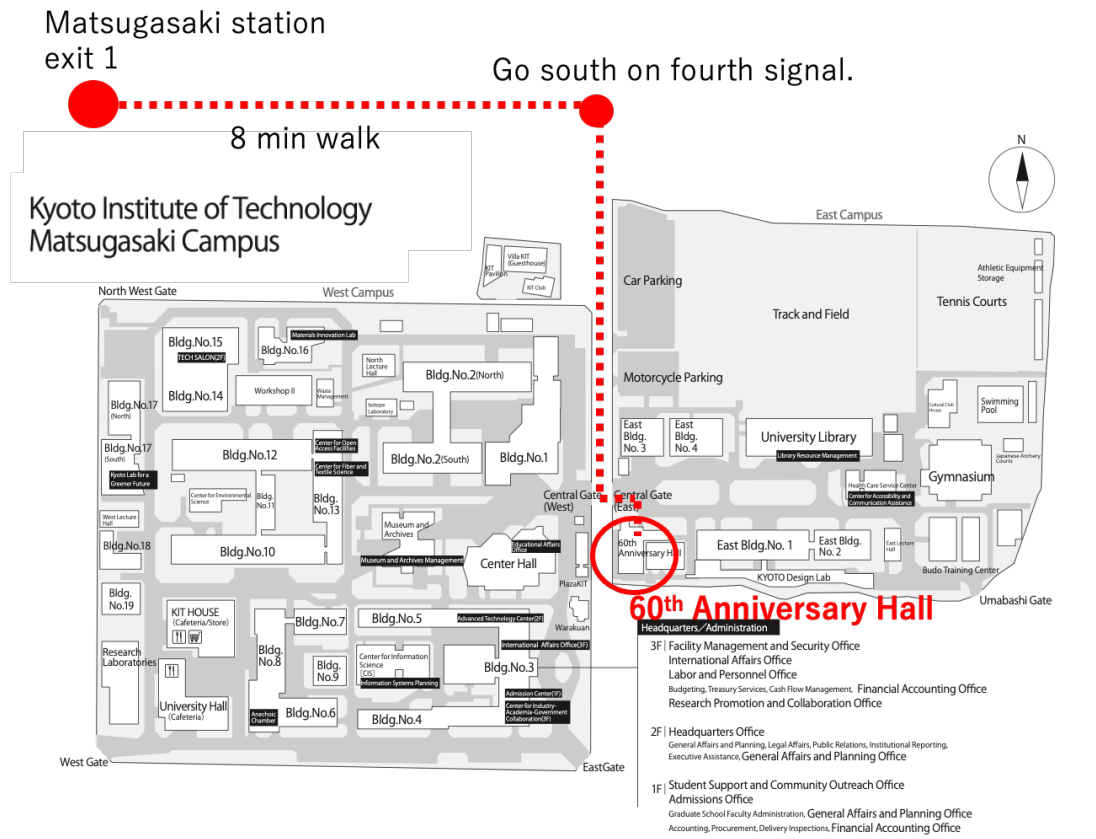 Matsugasaki station
exit 1
Go south on fourth signal.
8 min walk
N
Kyoto Institute of Technology
Matsugasaki Campus
East Campus
Villa KIT
(Guesthouse)
KIT
Pavilion
KIT Club
North West Gate
West Campus
Car Parking
Athletic Equipment
Storage
Tennis Courts
Track and Field
Bldg.No.15
TECH SALON(2F)
Bldg.No.14
Materials Innovation Lab
Bldg.No.16
North
Lecture
Hall
Bldg.No.2(North)
Motorcycle Parking
Workshop II
Waste
Management
Isotope
Laboratory
Bldg.No.17
(North)
Cultural Club
House
Swimming
Pool
East
Bldg.
No. 3
East
Bldg.
No. 4
University Library
Library Resource Management
Bldg.No.17
(South)
Kyoto Lab for a
Greener Future
Bldg.No.12
Center for Open
Access Facilities
Center for Fiber and
Textile Science
Bldg.No.2(South)
Bldg.No.1
Japanese Archery
Courts
Gymnasium
Health Care Service Center
Center for Accessibility and
Communication Assistance
Center for Environmental
Science
Bldg.
No.11
Bldg.
No.13
Central Gate
(West)
Central Gate
(East)
West Lecture
Hall
Bldg.No.18
Bldg.No.10
Museum and
Archives
Museum and Archives Management
Educational Affairs
Office
Center Hall
60th
Anniversary Hall
East Bldg.No. 1
East Bldg.
No. 2
East Lecture
Hall
KYOTO Design Lab
Budo Training Center
PlazaKIT
Umabashi Gate
60th Anniversary Hall
Bldg.
No.19
KIT HOUSE
(Cafeteria/Store)
Bldg.No.7
Bldg.No.5
Advanced Technology Center(2F)
Warakuan
International Affairs Office(3F)
Research
Laboratories
Bldg.
No.8
Bldg.
No.9
Center for Information
Science
[CIS]
Information Systems Planning
Bldg.No.3
University Hall
(Cafeteria)
Anechoic
Chamber
Bldg.No.6
Bldg.No.4
Admission Center(1F)
Center for Industry-
Academia-Government
Collaboration(3F)
West Gate
EastGate
Headquarters／Administration
3F Facility Management and Security Office
International Affairs Office
Labor and Personnel Office
Budgeting, Treasury Services, Cash Flow Management, Financial Accounting Office
Research Promotion and Collaboration Office
2F Headquarters Office
General Affairs and Planning, Legal Affairs, Public Relations, Institutional Reporting,
Executive Assistance, General Affairs and Planning Office
1F Student Support and Community Outreach Office
Admissions Office
Graduate School Faculty Administration, General Affairs and Planning Office
Accounting, Procurement, Delivery Inspections, Financial Accounting Office